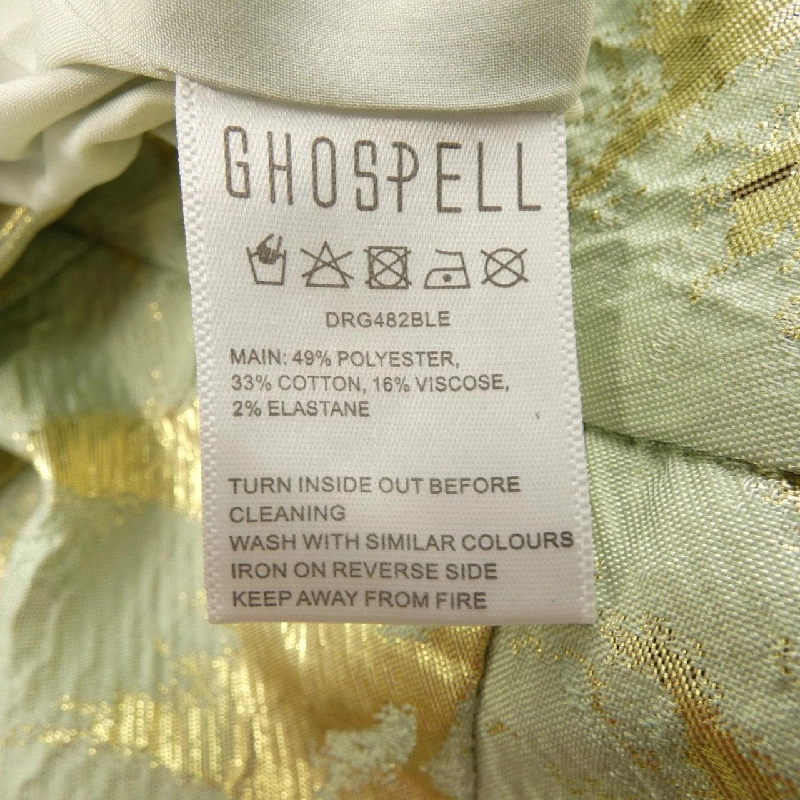 GHOSPELL
DRG482BLE
MAIN: 49% POLYESTER,
33% COTTON, 16% VISCOSE,
2% ELASTANE
TURN INSIDE OUT BEFORE
CLEANING
WASH WITH SIMILAR COLOURS
IRON ON REVERSE SIDE
KEEP AWAY FROM FIRE